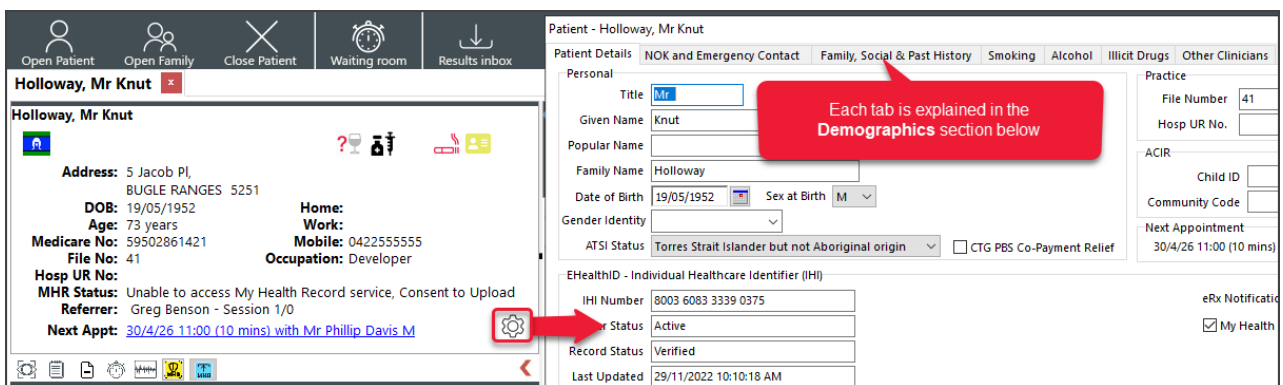 Open Patient
Open Family
Close Patient
Waiting room
Results inbox
Holloway, Mr Knut x
Holloway, Mr Knut
Address: 5 Jacob Pl,
BUGLE RANGES 5251
DOB: 19/05/1952 Home:
Age: 73 years Work:
Medicare No: 59502861421 Mobile: 0422555555
File No: 41 Occupation: Developer
Hosp UR No:
MHR Status: Unable to access My Health Record service, Consent to Upload
Referrer: Greg Benson - Session 1/0
Next Appt: 30/4/26 11:00 (10 mins) with Mr Phillip Davis M
Patient - Holloway, Mr Knut
Patient Details NOK and Emergency Contact Family, Social & Past History Smoking Alcohol Illicit Drugs Other Clinicians
Personal
Title Mr
Given Name Knut
Popular Name
Family Name Holloway
Date of Birth 19/05/1952 Sex at Birth M
Gender Identity
ATSI Status Torres Strait Islander but not Aboriginal origin CTG PBS Co-Payment Relief
Each tab is explained in the
Demographics section below
Practice
File Number 41
Hosp UR No.
ACIR
Child ID
Community Code
Next Appointment
30/4/26 11:00 (10 mins)
EHealthID - Individual Healthcare Identifier (IHI)
IHI Number 8003 6083 3339 0375
Status Active
Record Status Verified
Last Updated 29/11/2022 10:10:18 AM
eRx Notificatio
My Health